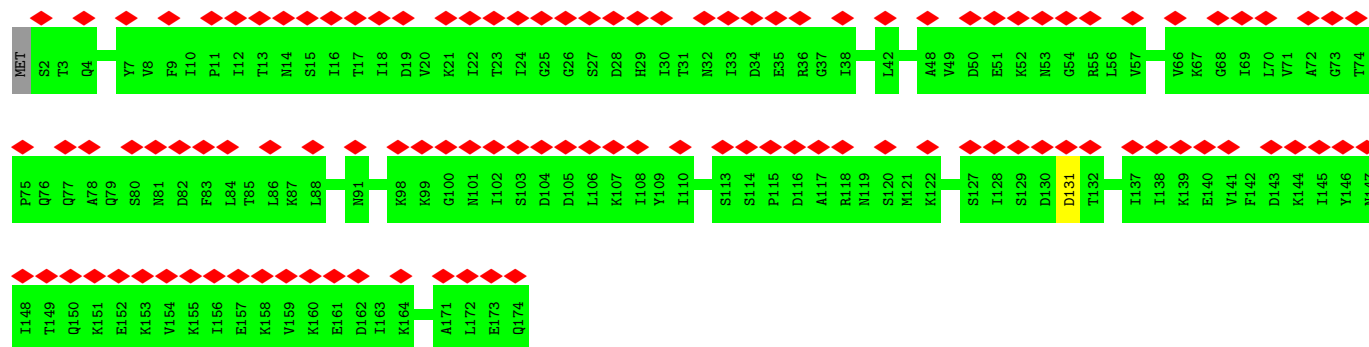 MET S2 T3 Q4 Y7 V8 F9 I10 P11 I12 T13 N14 S15 I16 T17 I18 D19 V20 K21 I22 T23 I24 G25 G26 S27 D28 H29 I30 T31 N32 I33 D34 E35 R36 G37 I38 L42 A48 V49 D50 E51 K52 N53 G54 R55 L56 V57 V66 K67 G68 I69 L70 V71 A72 G73 T74
P75 Q76 Q77 A78 Q79 S80 N81 D82 F83 L84 T85 L86 K87 L88 N91 K98 K99 G100 N101 I102 S103 D104 D105 L106 K107 I108 Y109 I110 S113 S114 P115 D116 A117 R118 N119 S120 M121 K122 S127 I128 S129 D130 D131 T132 I137 I138 K139 E140 V141 F142 D143 K144 I145 Y146 N147
I148 T149 Q150 K151 E152 K153 V154 K155 I156 E157 K158 V159 K160 E161 D162 I163 K164 A171 L172 E173 Q174